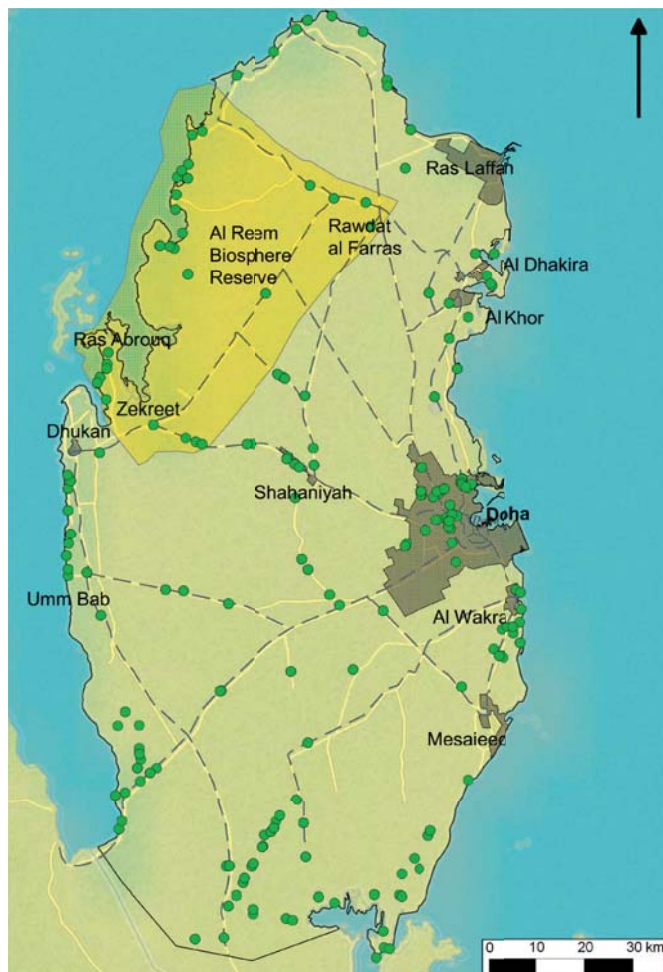 Ras Laffan
Al Reem
Biosphere
Reserve
Rawdat
al Farras
Al Dhakira
Al Khor
Ras Abrouq
Zekreet
Dhukan
Shahaniyah
Doha
Umm Bab
Al Wakra
Mesaieed
0 10 20 30 km